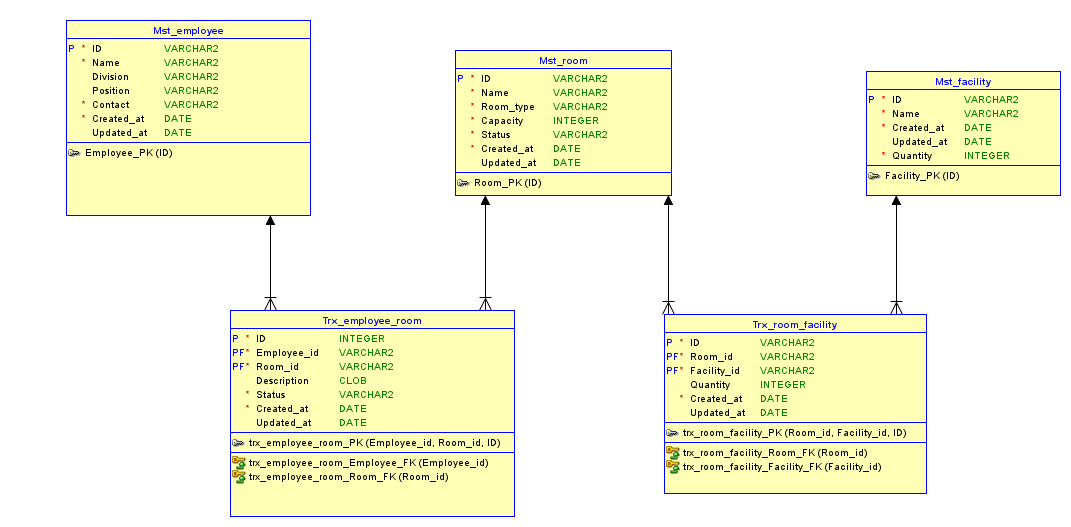 Mst_employee
P * ID VARCHAR2
* Name VARCHAR2
Division VARCHAR2
Position VARCHAR2
* Contact VARCHAR2
* Created_at DATE
Updated_at DATE
Employee_PK (ID)
Mst_room
P * ID VARCHAR2
* Name VARCHAR2
* Room_type VARCHAR2
* Capacity INTEGER
* Status VARCHAR2
* Created_at DATE
Updated_at DATE
Room_PK (ID)
Mst_facility
P * ID VARCHAR2
* Name VARCHAR2
* Created_at DATE
Updated_at DATE
* Quantity INTEGER
Facility_PK (ID)
Trx_employee_room
P * ID INTEGER
PF* Employee_id VARCHAR2
PF* Room_id VARCHAR2
Description CLOB
* Status VARCHAR2
* Created_at DATE
Updated_at DATE
trx_employee_room_PK (Employee_id, Room_id, ID)
trx_employee_room_Employee_FK (Employee_id)
trx_employee_room_Room_FK (Room_id)
Trx_room_facility
P * ID VARCHAR2
PF* Room_id VARCHAR2
PF* Facility_id VARCHAR2
Quantity INTEGER
* Created_at DATE
Updated_at DATE
trx_room_facility_PK (Room_id, Facility_id, ID)
trx_room_facility_Room_FK (Room_id)
trx_room_facility_Facility_FK (Facility_id)